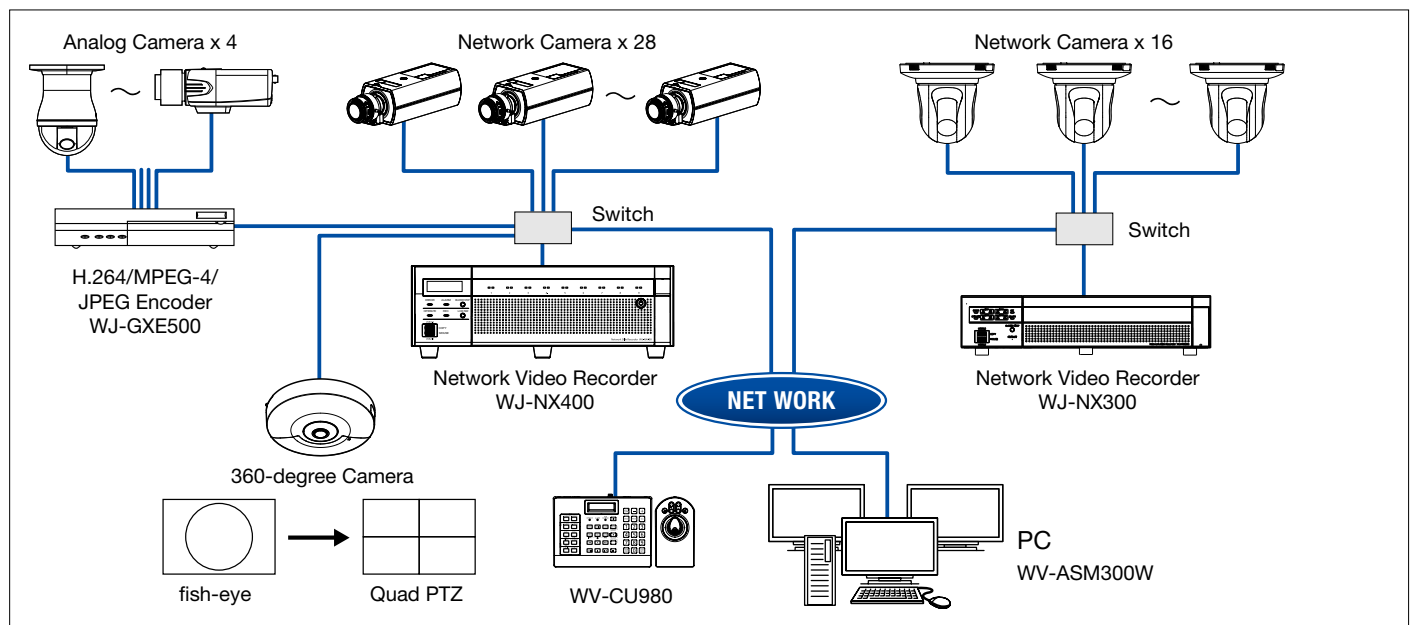 Analog Camera x 4
Network Camera x 28
Network Camera x 16
Switch
Switch
H.264/MPEG-4/
JPEG Encoder
WJ-GXE500
Network Video Recorder
WJ-NX400
Network Video Recorder
WJ-NX300
NET WORK
360-degree Camera
fish-eye
Quad PTZ
WV-CU980
PC
WV-ASM300W